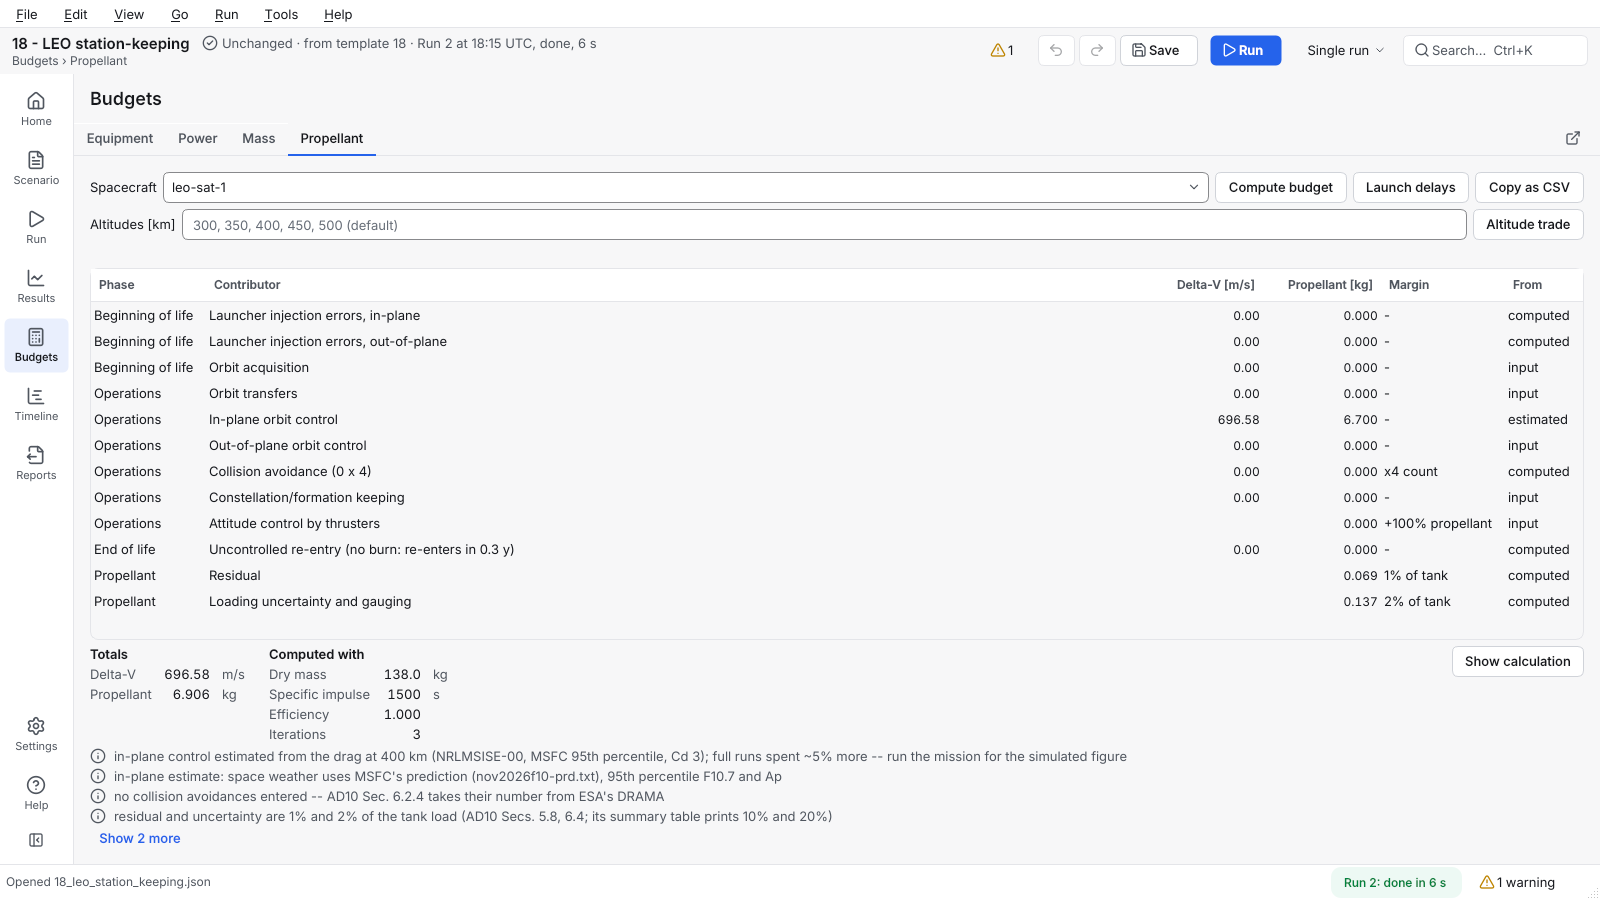 File Edit View Go Run Tools Help
18 - LEO station-keeping Unchanged · from template 18 · Run 2 at 18:15 UTC, done, 6 s
Budgets › Propellant
1 Save Run Single run Search... Ctrl+K
Home
Scenario
Run
Results
Budgets
Timeline
Reports
Settings
Help
Budgets
Equipment Power Mass Propellant
Spacecraft leo-sat-1 Compute budget Launch delays Copy as CSV
Altitudes [km] 300, 350, 400, 450, 500 (default) Altitude trade
Phase Contributor Delta-V [m/s] Propellant [kg] Margin From
Beginning of life Launcher injection errors, in-plane 0.00 0.000 - computed
Beginning of life Launcher injection errors, out-of-plane 0.00 0.000 - computed
Beginning of life Orbit acquisition 0.00 0.000 - input
Operations Orbit transfers 0.00 0.000 - input
Operations In-plane orbit control 696.58 6.700 - estimated
Operations Out-of-plane orbit control 0.00 0.000 - input
Operations Collision avoidance (0 x 4) 0.00 0.000 x4 count computed
Operations Constellation/formation keeping 0.00 0.000 - input
Operations Attitude control by thrusters 0.000 +100% propellant input
End of life Uncontrolled re-entry (no burn: re-enters in 0.3 y) 0.00 0.000 - computed
Propellant Residual 0.069 1% of tank computed
Propellant Loading uncertainty and gauging 0.137 2% of tank computed
Totals Computed with Show calculation
Delta-V 696.58 m/s Dry mass 138.0 kg
Propellant 6.906 kg Specific impulse 1500 s
Efficiency 1.000
Iterations 3
in-plane control estimated from the drag at 400 km (NRLMSISE-00, MSFC 95th percentile, Cd 3); full runs spent ~5% more -- run the mission for the simulated figure
in-plane estimate: space weather uses MSFC's prediction (nov2026f10-prd.txt), 95th percentile F10.7 and Ap
no collision avoidances entered -- AD10 Sec. 6.2.4 takes their number from ESA's DRAMA
residual and uncertainty are 1% and 2% of the tank load (AD10 Secs. 5.8, 6.4; its summary table prints 10% and 20%)
Show 2 more
Opened 18_leo_station_keeping.json Run 2: done in 6 s 1 warning